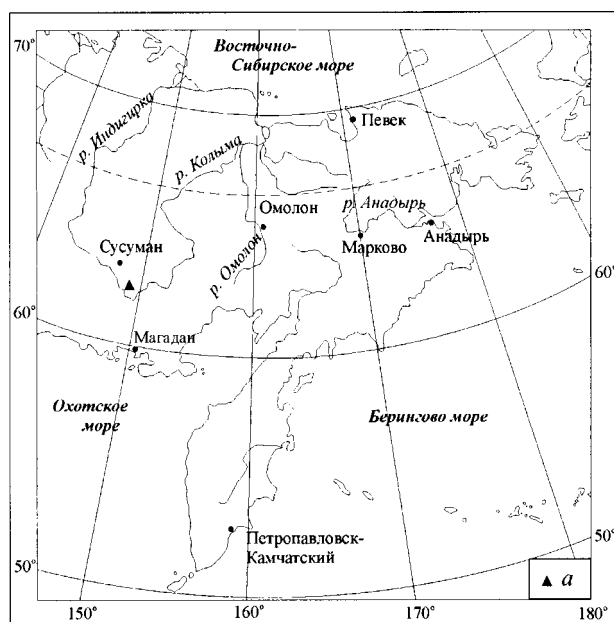 70°
Восточно-
Сибирское море
р. Индигирка
Певек
р. Колыма
Омолон
р. Анадырь
Сусуман
Марково
Анадырь
р. Омолон
60°
60°
Магадан
Охотское
море
Берингово море
Петропавловск-
Камчатский
50°
50°
а
150°
160°
170°
180°